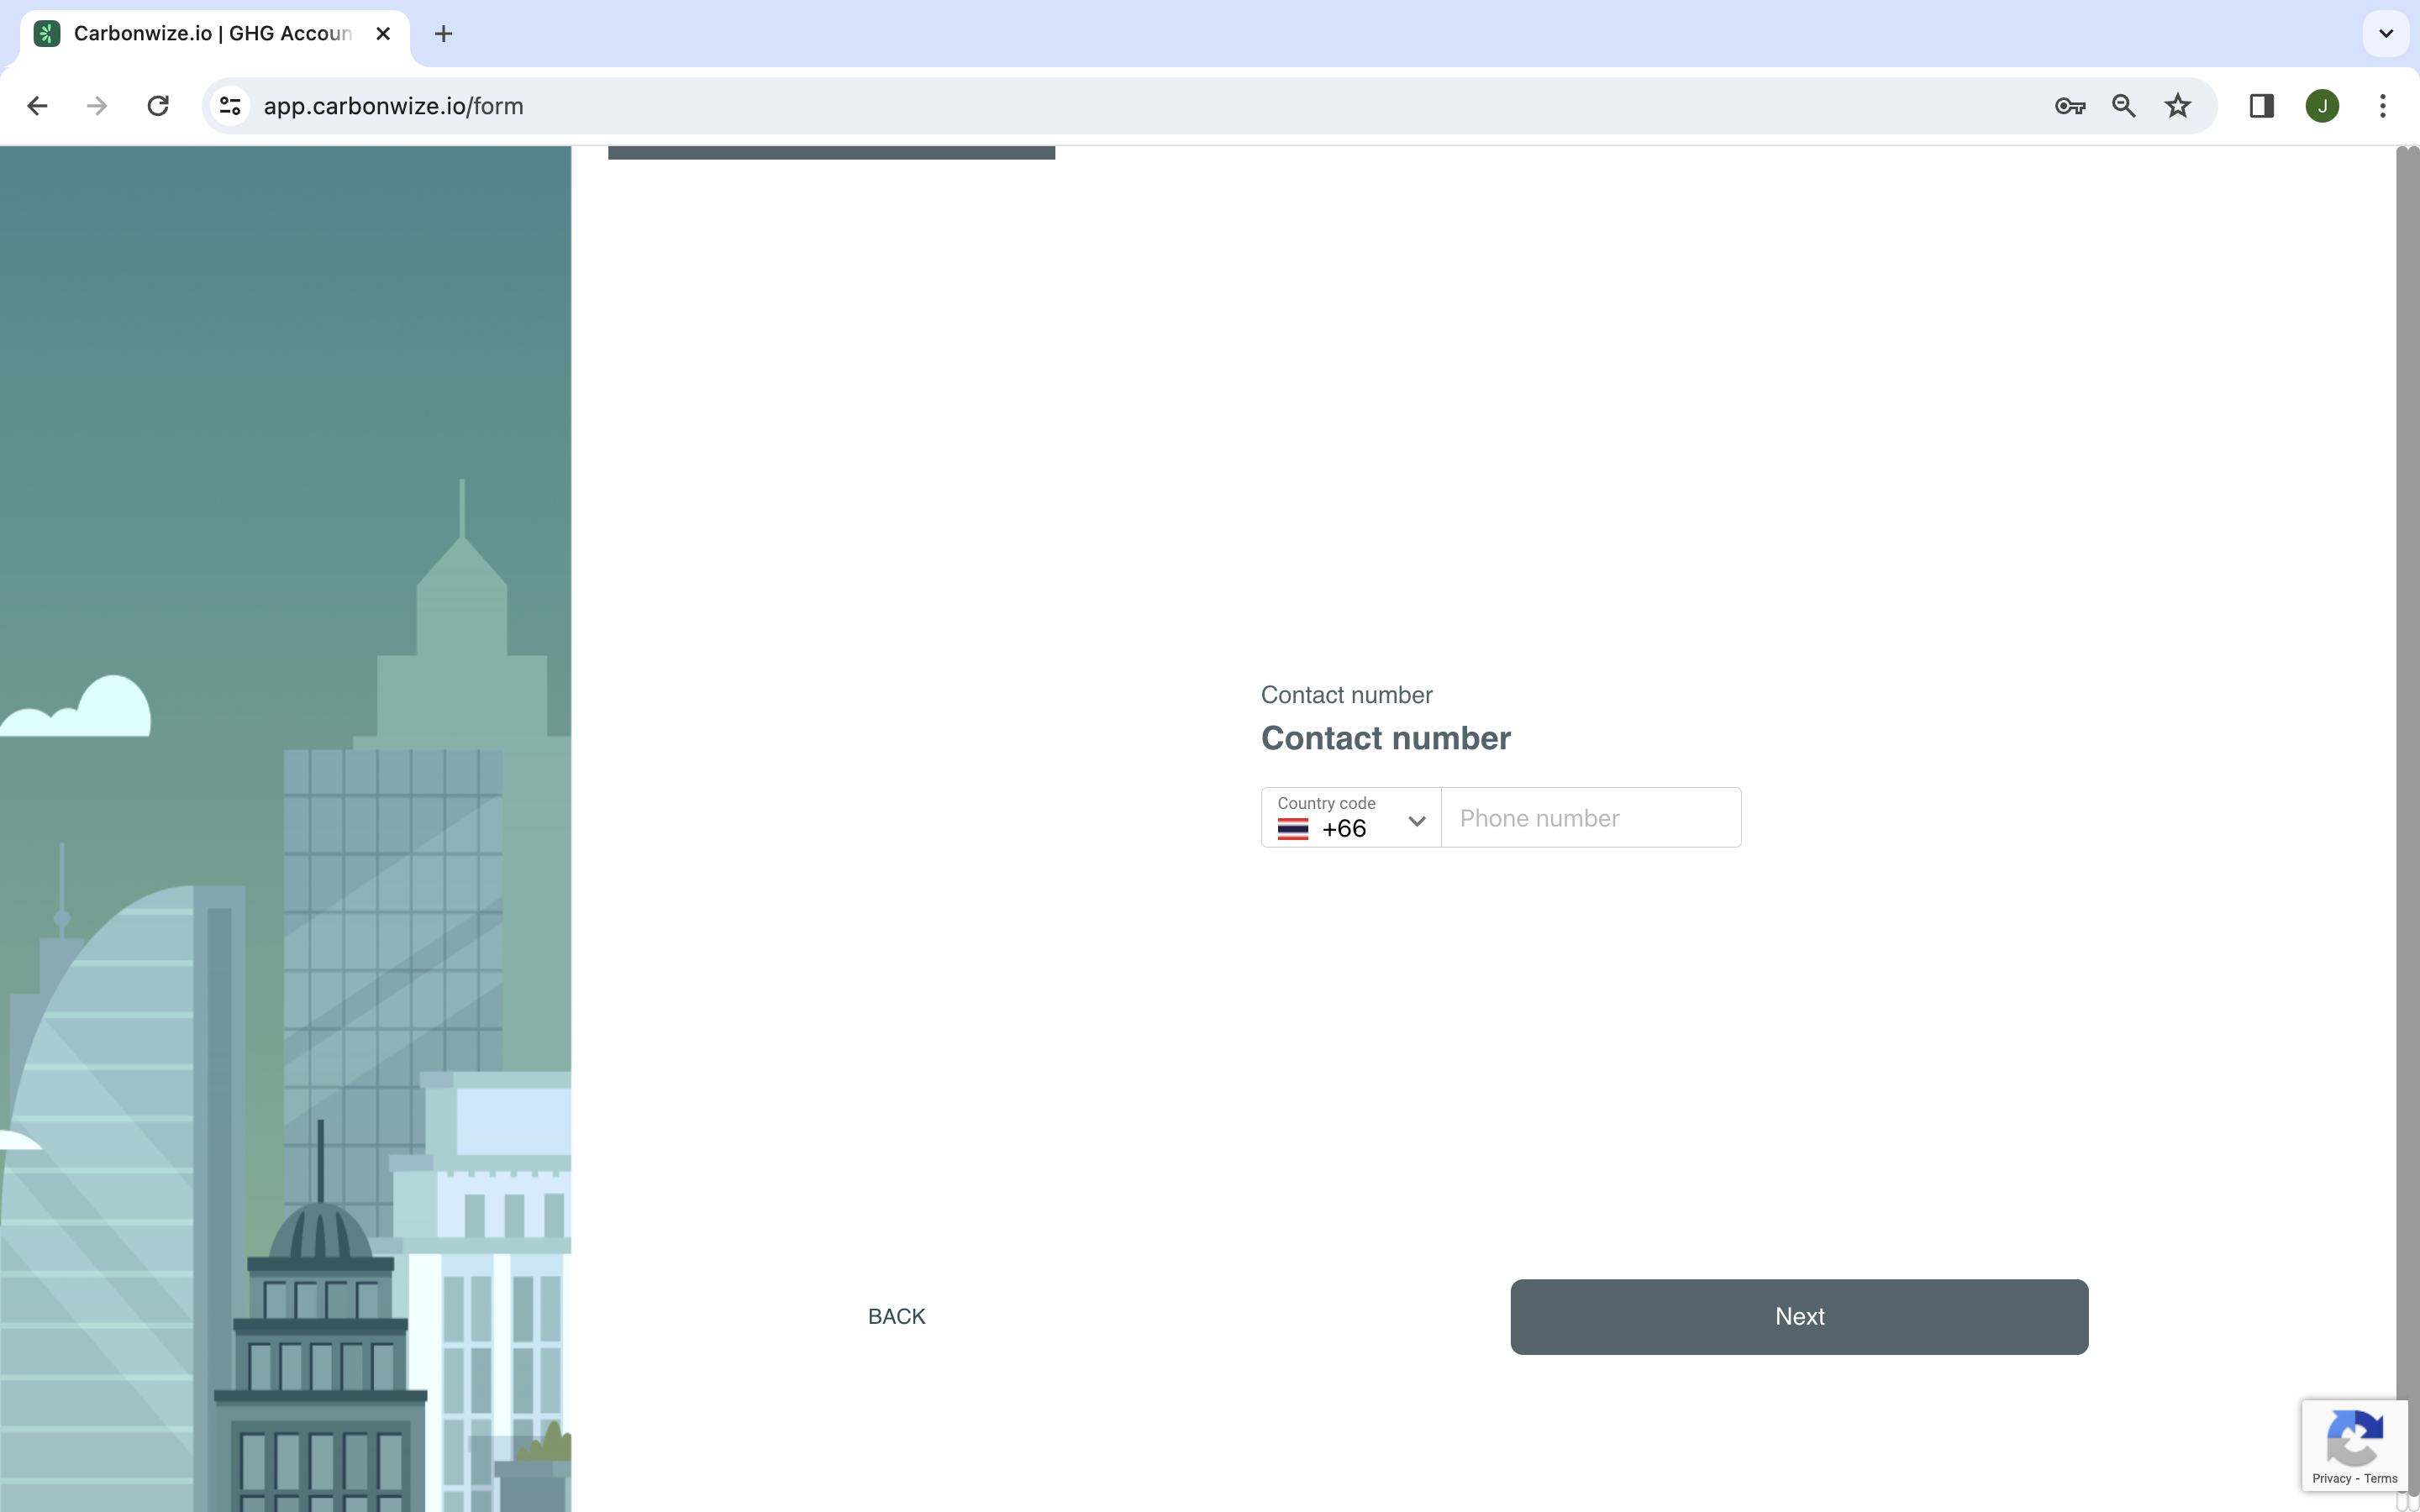 Carbonwize.io | GHG Accoun
app.carbonwize.io/form
J
Contact number
Contact number
Country code
+66
Phone number
BACK
Next
Privacy - Terms